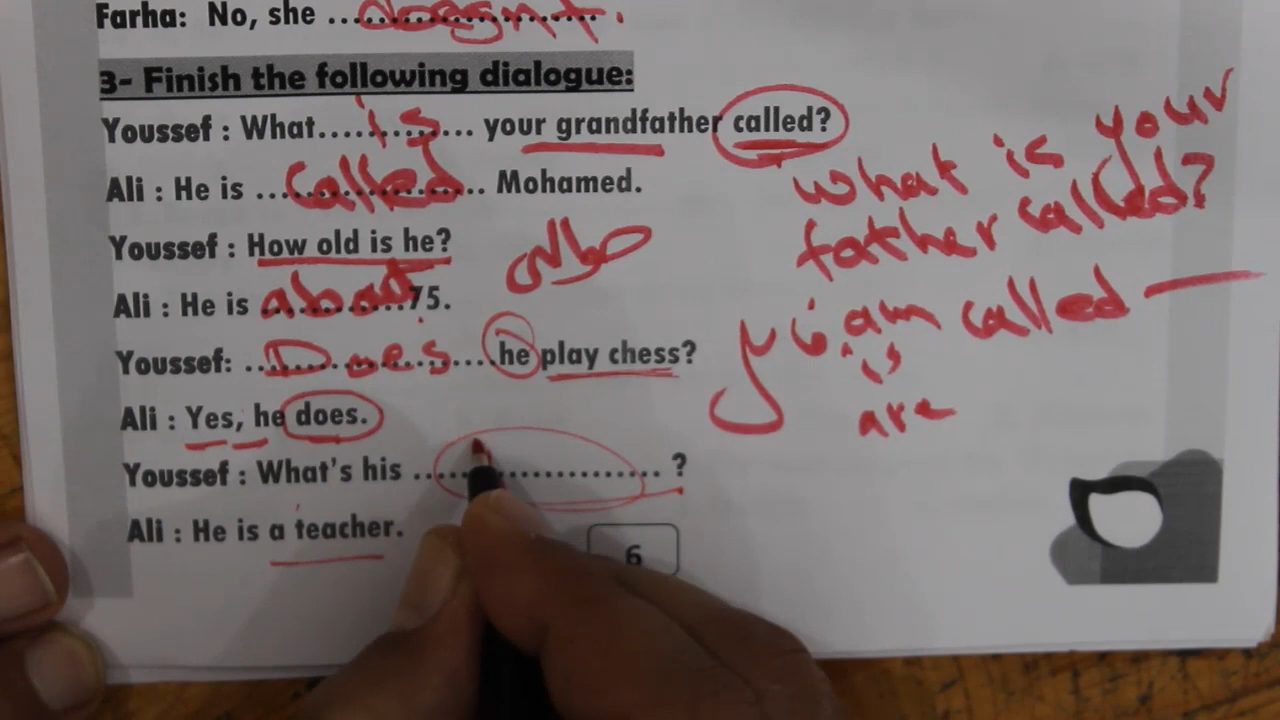 Farha: No, she ........ doesn't.
3- Finish the following dialogue:
Youssef : What.... is .... your grandfather called?
Ali : He is ... called ... Mohamed.
Youssef : How old is he?
Ali : He is about 75.
Youssef: ... Does ... he play chess?
Ali : Yes, he does.
Youssef : What's his ........................ ?
Ali : He is a teacher.
6
what is your
father called?
am called
is
are